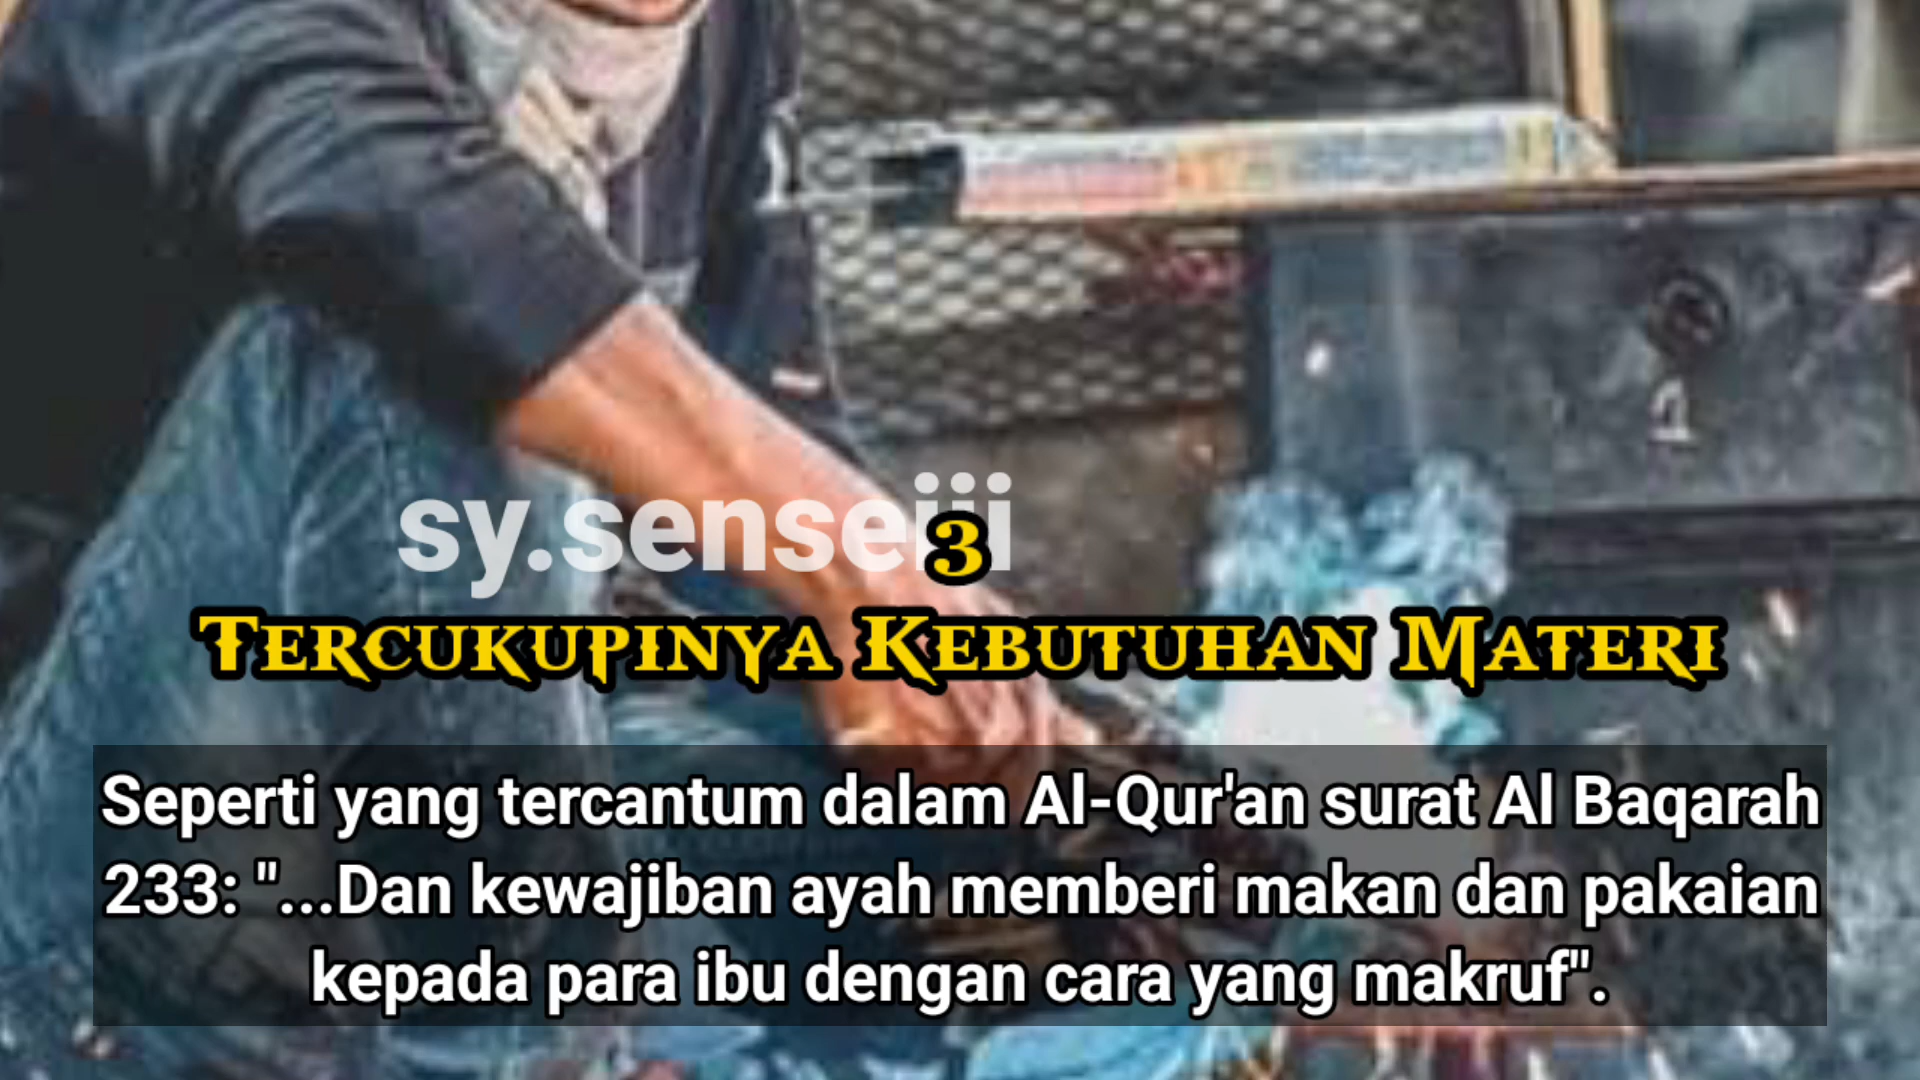 sy.senseiii
3
Tercukupinya Kebutuhan Materi
Seperti yang tercantum dalam Al-Qur'an surat Al Baqarah
233: "...Dan kewajiban ayah memberi makan dan pakaian
kepada para ibu dengan cara yang makruf".